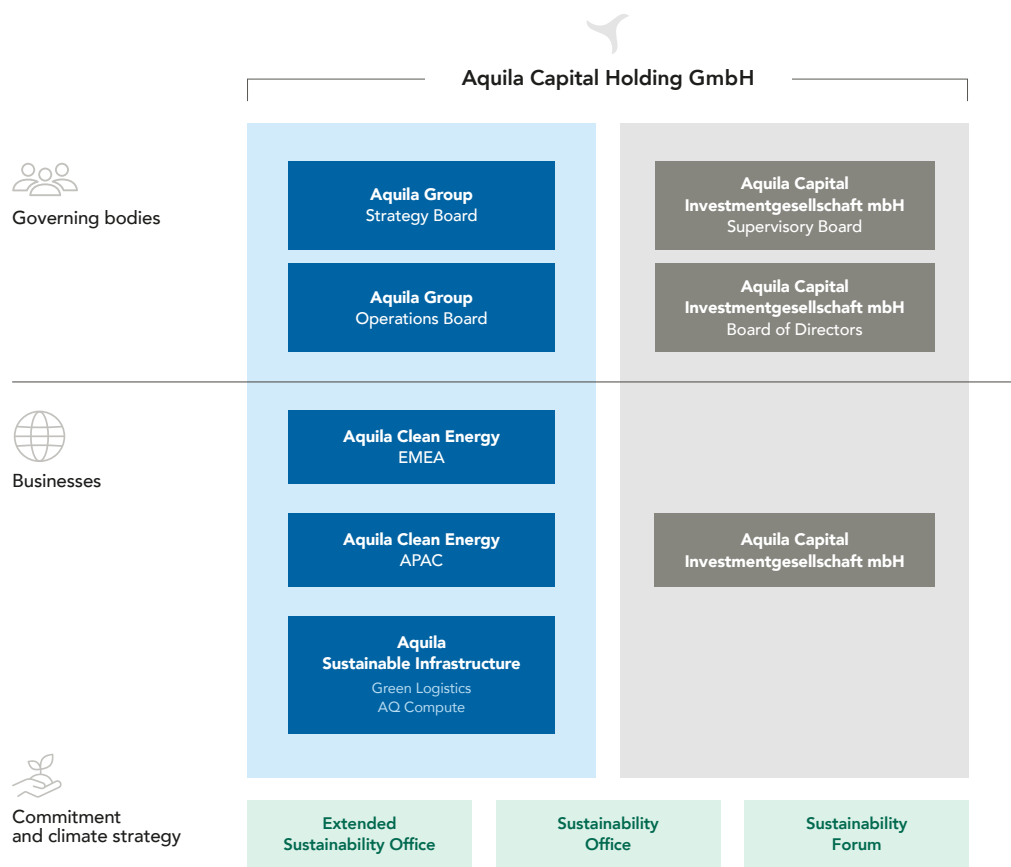 Aquila Capital Holding GmbH
Governing bodies
Aquila Group
Strategy Board
Aquila Capital
Investmentgesellschaft mbH
Supervisory Board
Aquila Group
Operations Board
Aquila Capital
Investmentgesellschaft mbH
Board of Directors
Businesses
Aquila Clean Energy
EMEA
Aquila Clean Energy
APAC
Aquila Capital
Investmentgesellschaft mbH
Aquila
Sustainable Infrastructure
Green Logistics
AQ Compute
Commitment
and climate strategy
Extended
Sustainability Office
Sustainability
Office
Sustainability
Forum